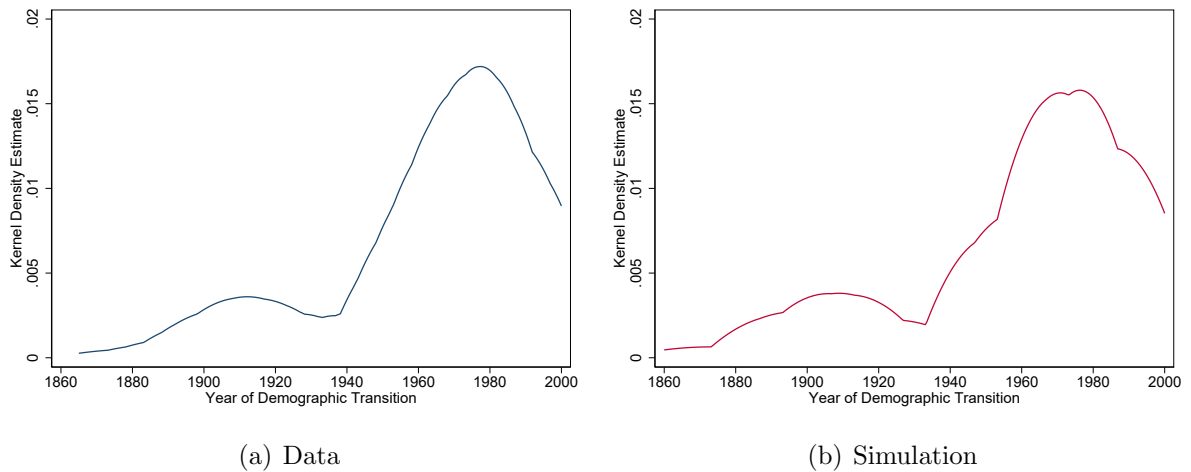 Kernel Density Estimate
.02
.015
.01
.005
0
1860 1880 1900 1920 1940 1960 1980 2000
Year of Demographic Transition
(a) Data
Kernel Density Estimate
.02
.015
.01
.005
0
1860 1880 1900 1920 1940 1960 1980 2000
Year of Demographic Transition
(b) Simulation